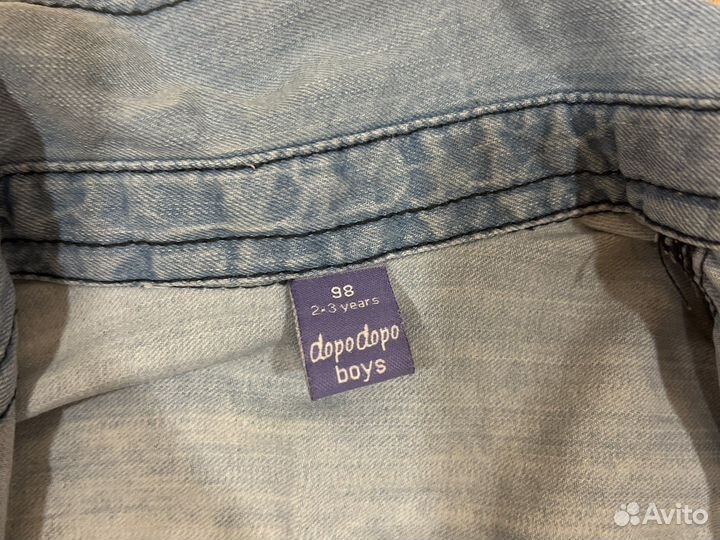 98
2-3 years
dopodopo
boys
Avito